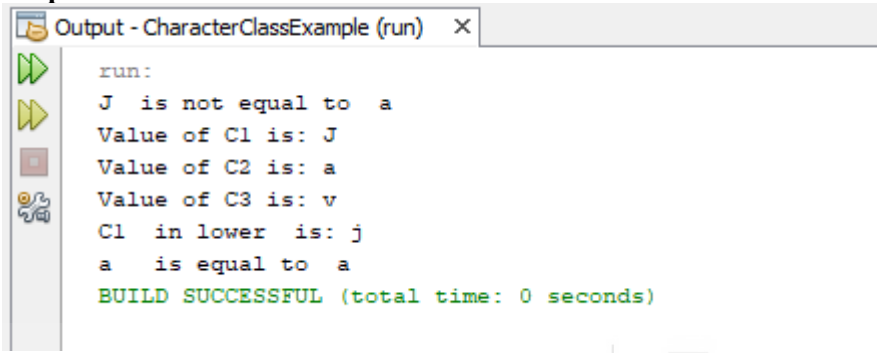 Output - CharacterClassExample (run)
run:
J is not equal to a
Value of C1 is: J
Value of C2 is: a
Value of C3 is: v
C1 in lower is: j
a is equal to a
BUILD SUCCESSFUL (total time: 0 seconds)